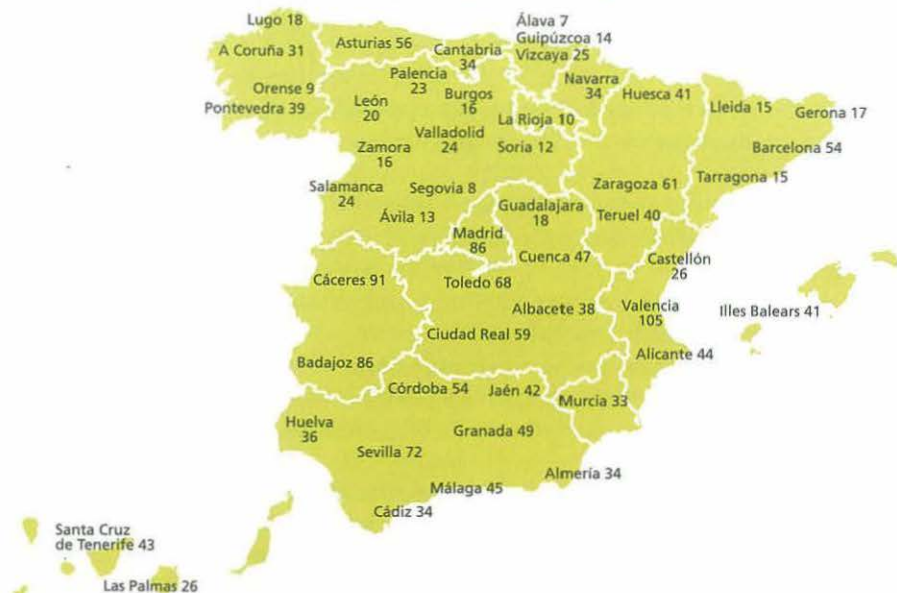 Lugo 18
A Coruña 31
Orense 9
Pontevedra 39
Asturias 56
Cantabria
34
Álava 7
Guipúzcoa 14
Vizcaya 25
Navarra
34
Palencia
23
Burgos
16
León
20
La Rioja 10
Valladolid
24
Zamora
16
Soria 12
Salamanca
24
Segovia 8
Ávila 13
Huesca 41
Zaragoza 61
Teruel 40
Lleida 15
Gerona 17
Barcelona 54
Tarragona 15
Madrid
86
Guadalajara
18
Cuenca 47
Toledo 68
Albacete 38
Ciudad Real 59
Castellón
26
Valencia
105
Alicante 44
Illes Balears 41
Cáceres 91
Badajoz 86
Córdoba 54
Jaén 42
Murcia 33
Huelva
36
Sevilla 72
Granada 49
Almería 34
Málaga 45
Cádiz 34
Santa Cruz
de Tenerife 43
Las Palmas 26